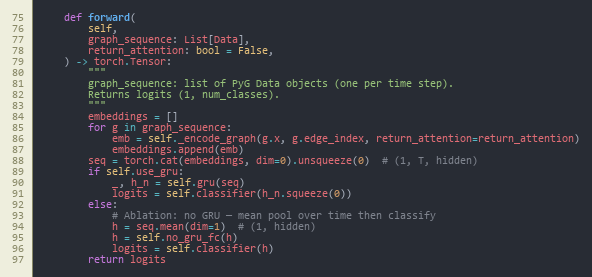 75 def forward(
76 self,
77 graph_sequence: List[Data],
78 return_attention: bool = False,
79 ) -> torch.Tensor:
80 """
81 graph_sequence: list of PyG Data objects (one per time step).
82 Returns logits (1, num_classes).
83 """
84 embeddings = []
85 for g in graph_sequence:
86 emb = self._encode_graph(g.x, g.edge_index, return_attention=return_attention)
87 embeddings.append(emb)
88 seq = torch.cat(embeddings, dim=0).unsqueeze(0)  # (1, T, hidden)
89 if self.use_gru:
90 _, h_n = self.gru(seq)
91 logits = self.classifier(h_n.squeeze(0))
92 else:
93 # Ablation: no GRU — mean pool over time then classify
94 h = seq.mean(dim=1)  # (1, hidden)
95 h = self.no_gru_fc(h)
96 logits = self.classifier(h)
97 return logits